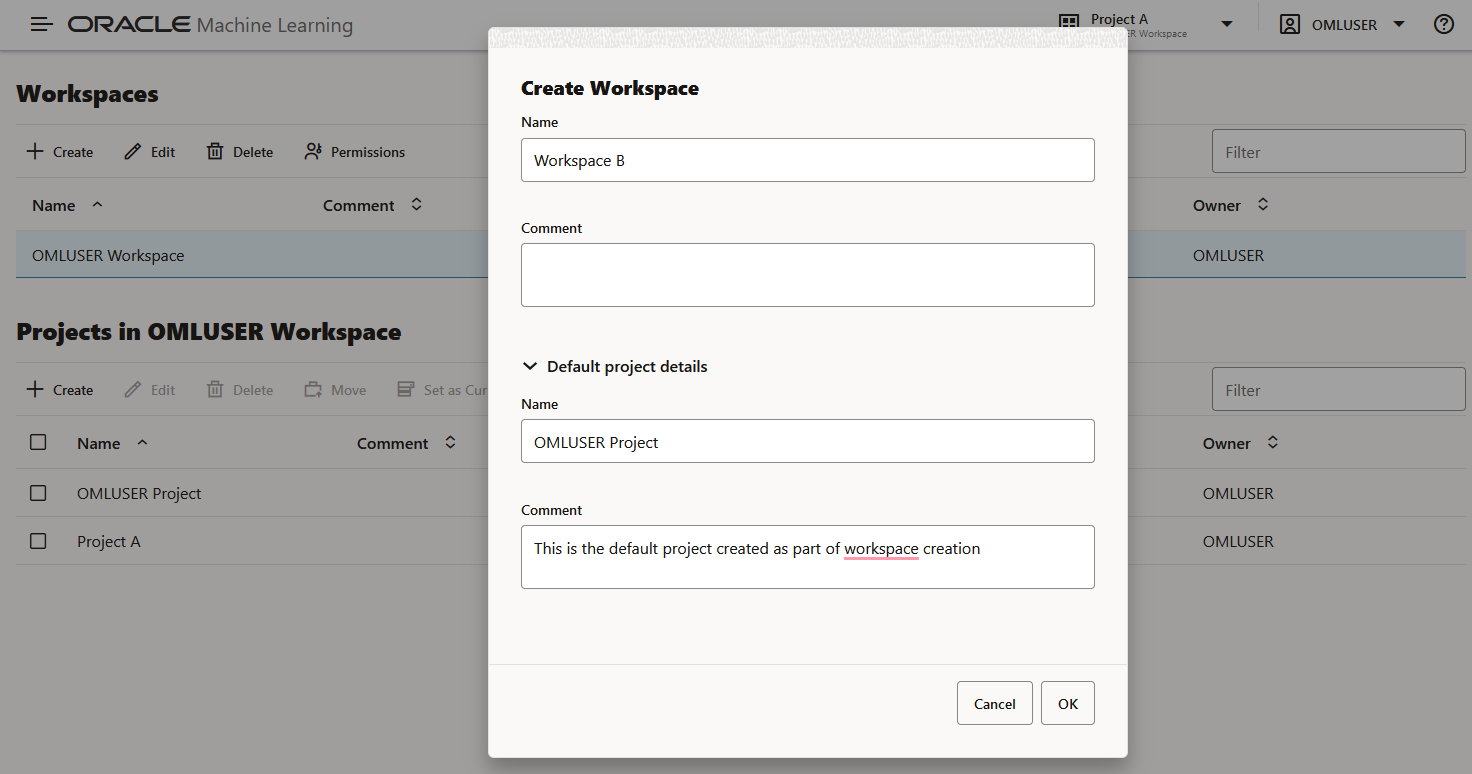 ORACLE Machine Learning
Project A
ER Workspace
OMLUSER
Workspaces
Create Edit Delete Permissions
Filter
Name Comment Owner
OMLUSER Workspace OMLUSER
Projects in OMLUSER Workspace
Create Edit Delete Move Set as Cur
Filter
Name Comment Owner
OMLUSER Project OMLUSER
Project A OMLUSER
Create Workspace
Name
Workspace B
Comment
Default project details
Name
OMLUSER Project
Comment
This is the default project created as part of workspace creation
Cancel OK